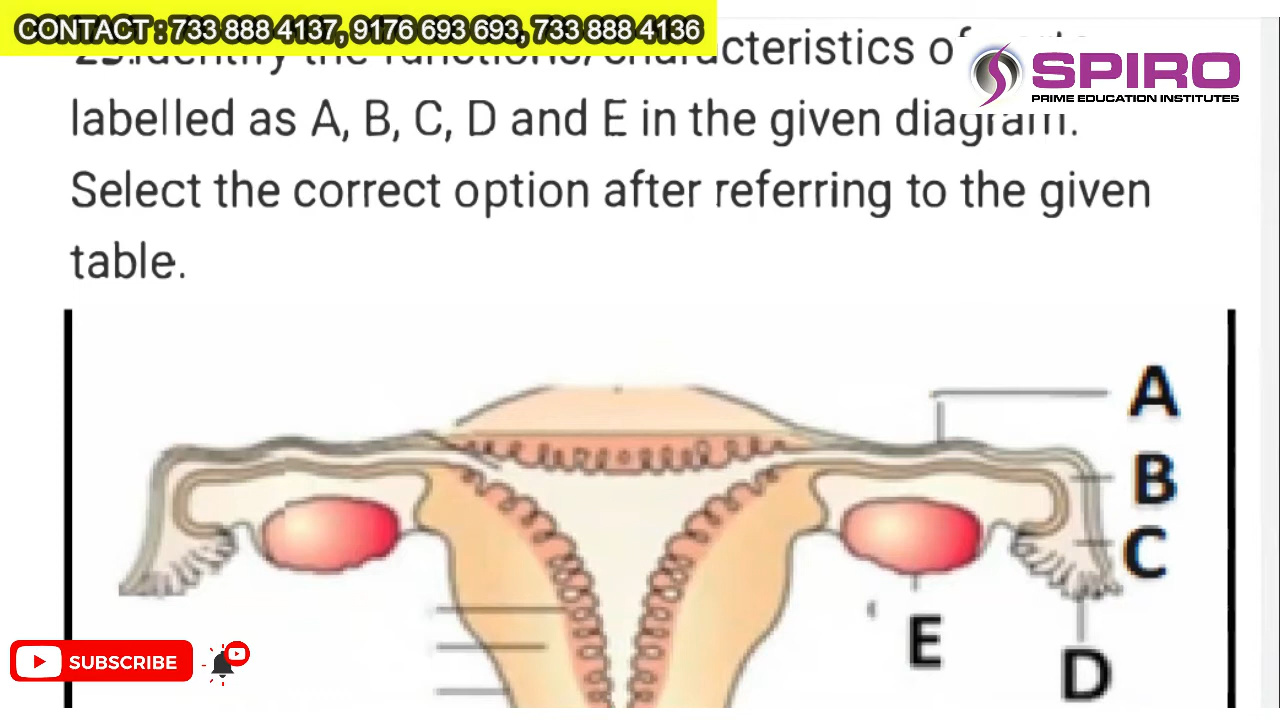 CONTACT : 733 888 4137, 9176 693 693, 733 888 4136
SPIRO
PRIME EDUCATION INSTITUTES
labelled as A, B, C, D and E in the given diagram.
Select the correct option after referring to the given
table.
A
B
C
E
D
SUBSCRIBE